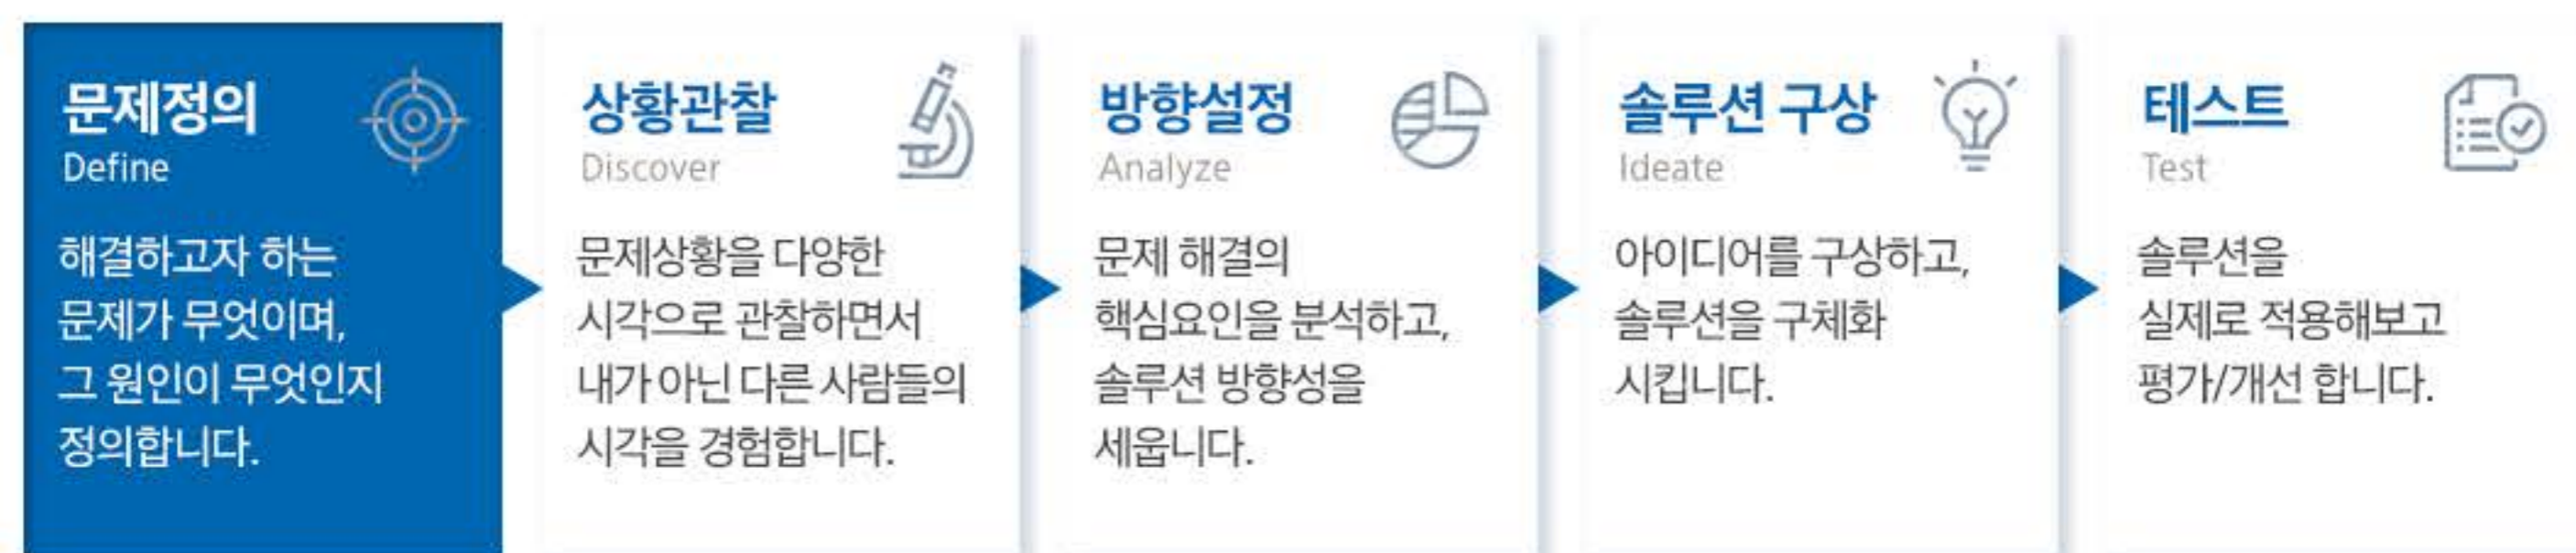 문제정의
Define
해결하고자 하는
문제가 무엇이며,
그 원인이 무엇인지
정의합니다.
상황관찰
Discover
문제상황을 다양한
시각으로 관찰하면서
내가 아닌 다른 사람들의
시각을 경험합니다.
방향설정
Analyze
문제 해결의
핵심요인을 분석하고,
솔루션 방향성을
세웁니다.
솔루션 구상
Ideate
아이디어를 구상하고,
솔루션을 구체화
시킵니다.
테스트
Test
솔루션을
실제로 적용해보고
평가/개선 합니다.